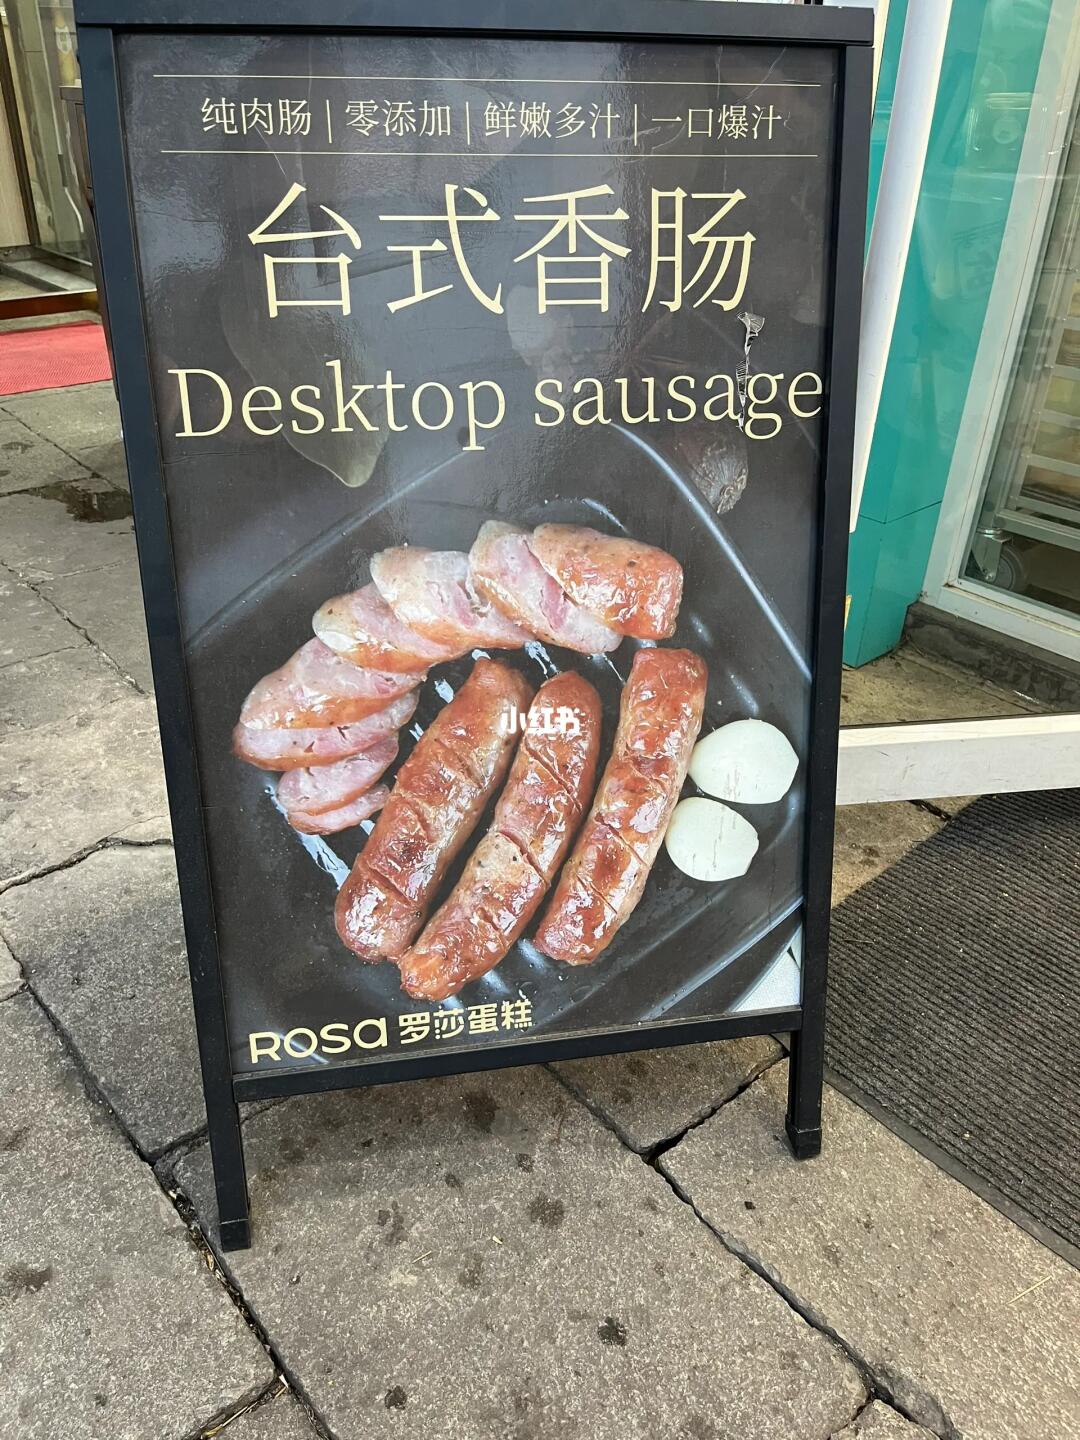 纯肉肠 | 零添加 | 鲜嫩多汁 | 一口爆汁
台式香肠
Desktop sausage
小红书
ROSa 罗莎蛋糕